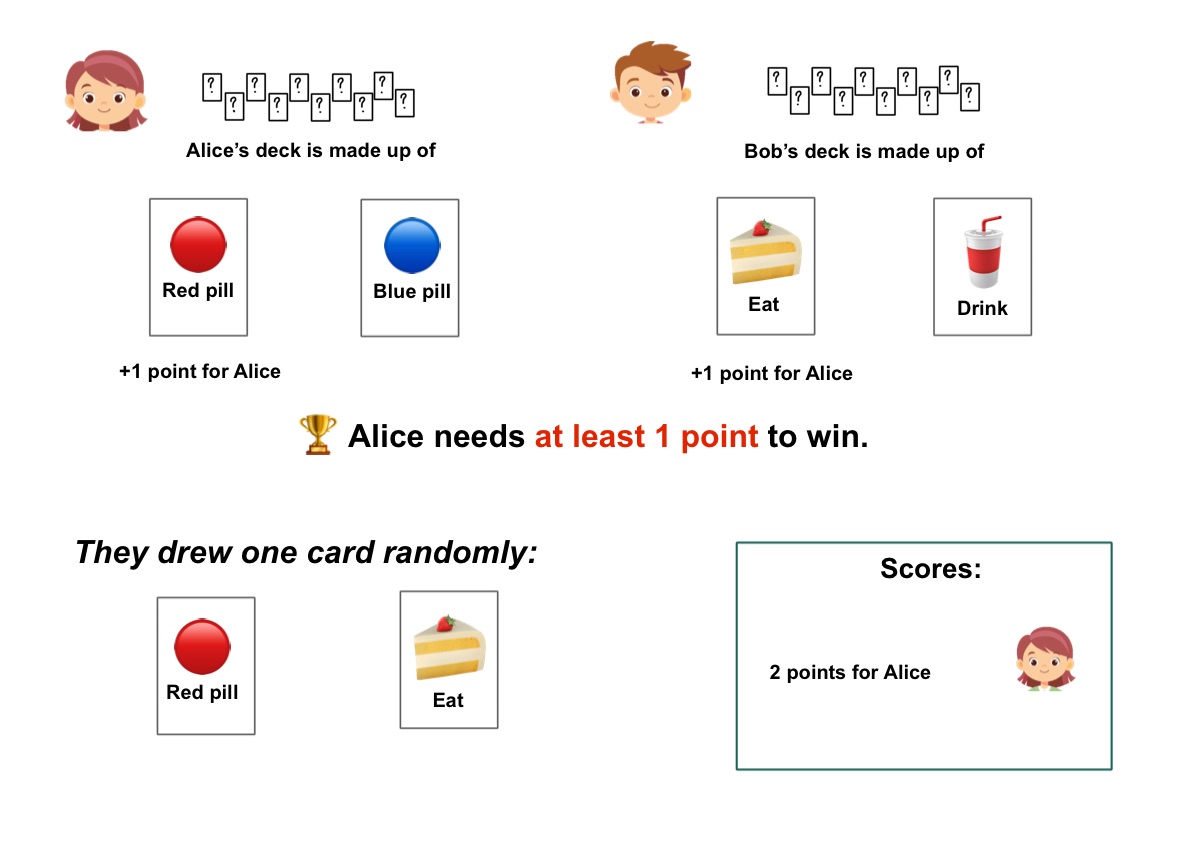 ? ? ? ? ? ? ? ? ? ?
? ? ? ? ? ? ? ? ? ?
Alice’s deck is made up of
Bob’s deck is made up of
Red pill
Blue pill
Eat
Drink
+1 point for Alice
+1 point for Alice
🏆 Alice needs at least 1 point to win.
They drew one card randomly:
Red pill
Eat
Scores:
2 points for Alice